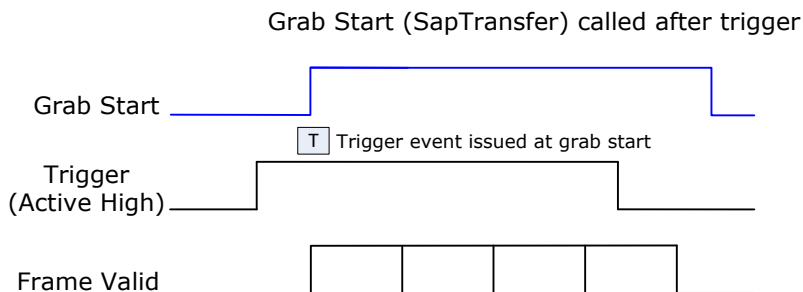 Grab Start (SapTransfer) called after trigger
Grab Start
T Trigger event issued at grab start
Trigger
(Active High)
Frame Valid